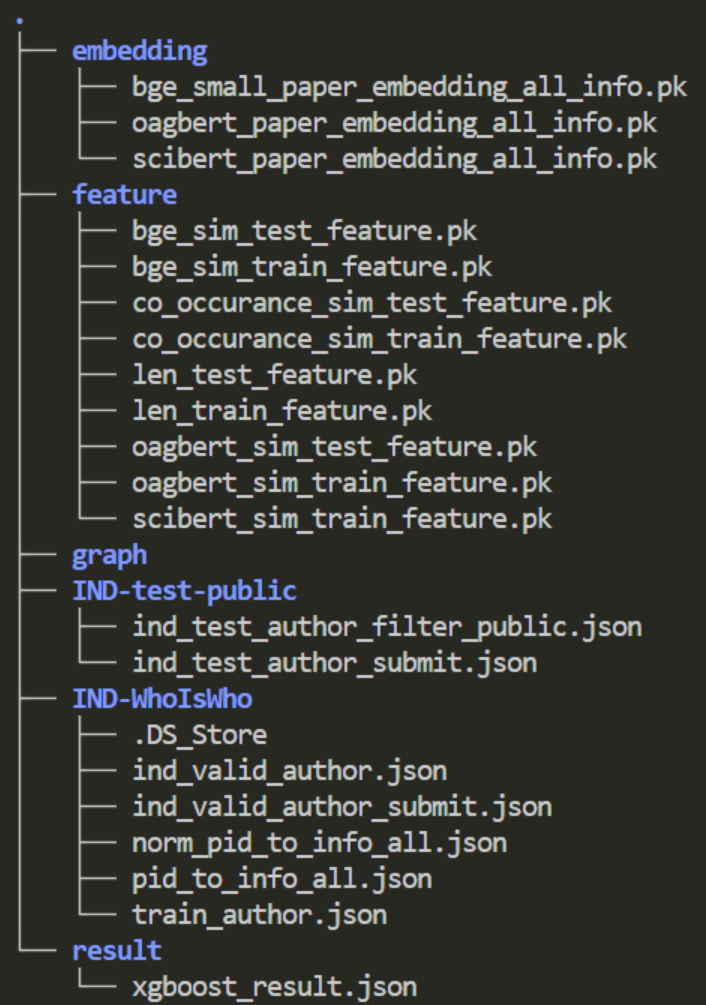 .
├── embedding
│   ├── bge_small_paper_embedding_all_info.pk
│   ├── oagbert_paper_embedding_all_info.pk
│   └── scibert_paper_embedding_all_info.pk
├── feature
│   ├── bge_sim_test_feature.pk
│   ├── bge_sim_train_feature.pk
│   ├── co_occurance_sim_test_feature.pk
│   ├── co_occurance_sim_train_feature.pk
│   ├── len_test_feature.pk
│   ├── len_train_feature.pk
│   ├── oagbert_sim_test_feature.pk
│   ├── oagbert_sim_train_feature.pk
│   └── scibert_sim_train_feature.pk
├── graph
├── IND-test-public
│   ├── ind_test_author_filter_public.json
│   └── ind_test_author_submit.json
├── IND-WhoIsWho
│   ├── .DS_Store
│   ├── ind_valid_author.json
│   ├── ind_valid_author_submit.json
│   ├── norm_pid_to_info_all.json
│   ├── pid_to_info_all.json
│   └── train_author.json
└── result
    └── xgboost_result.json